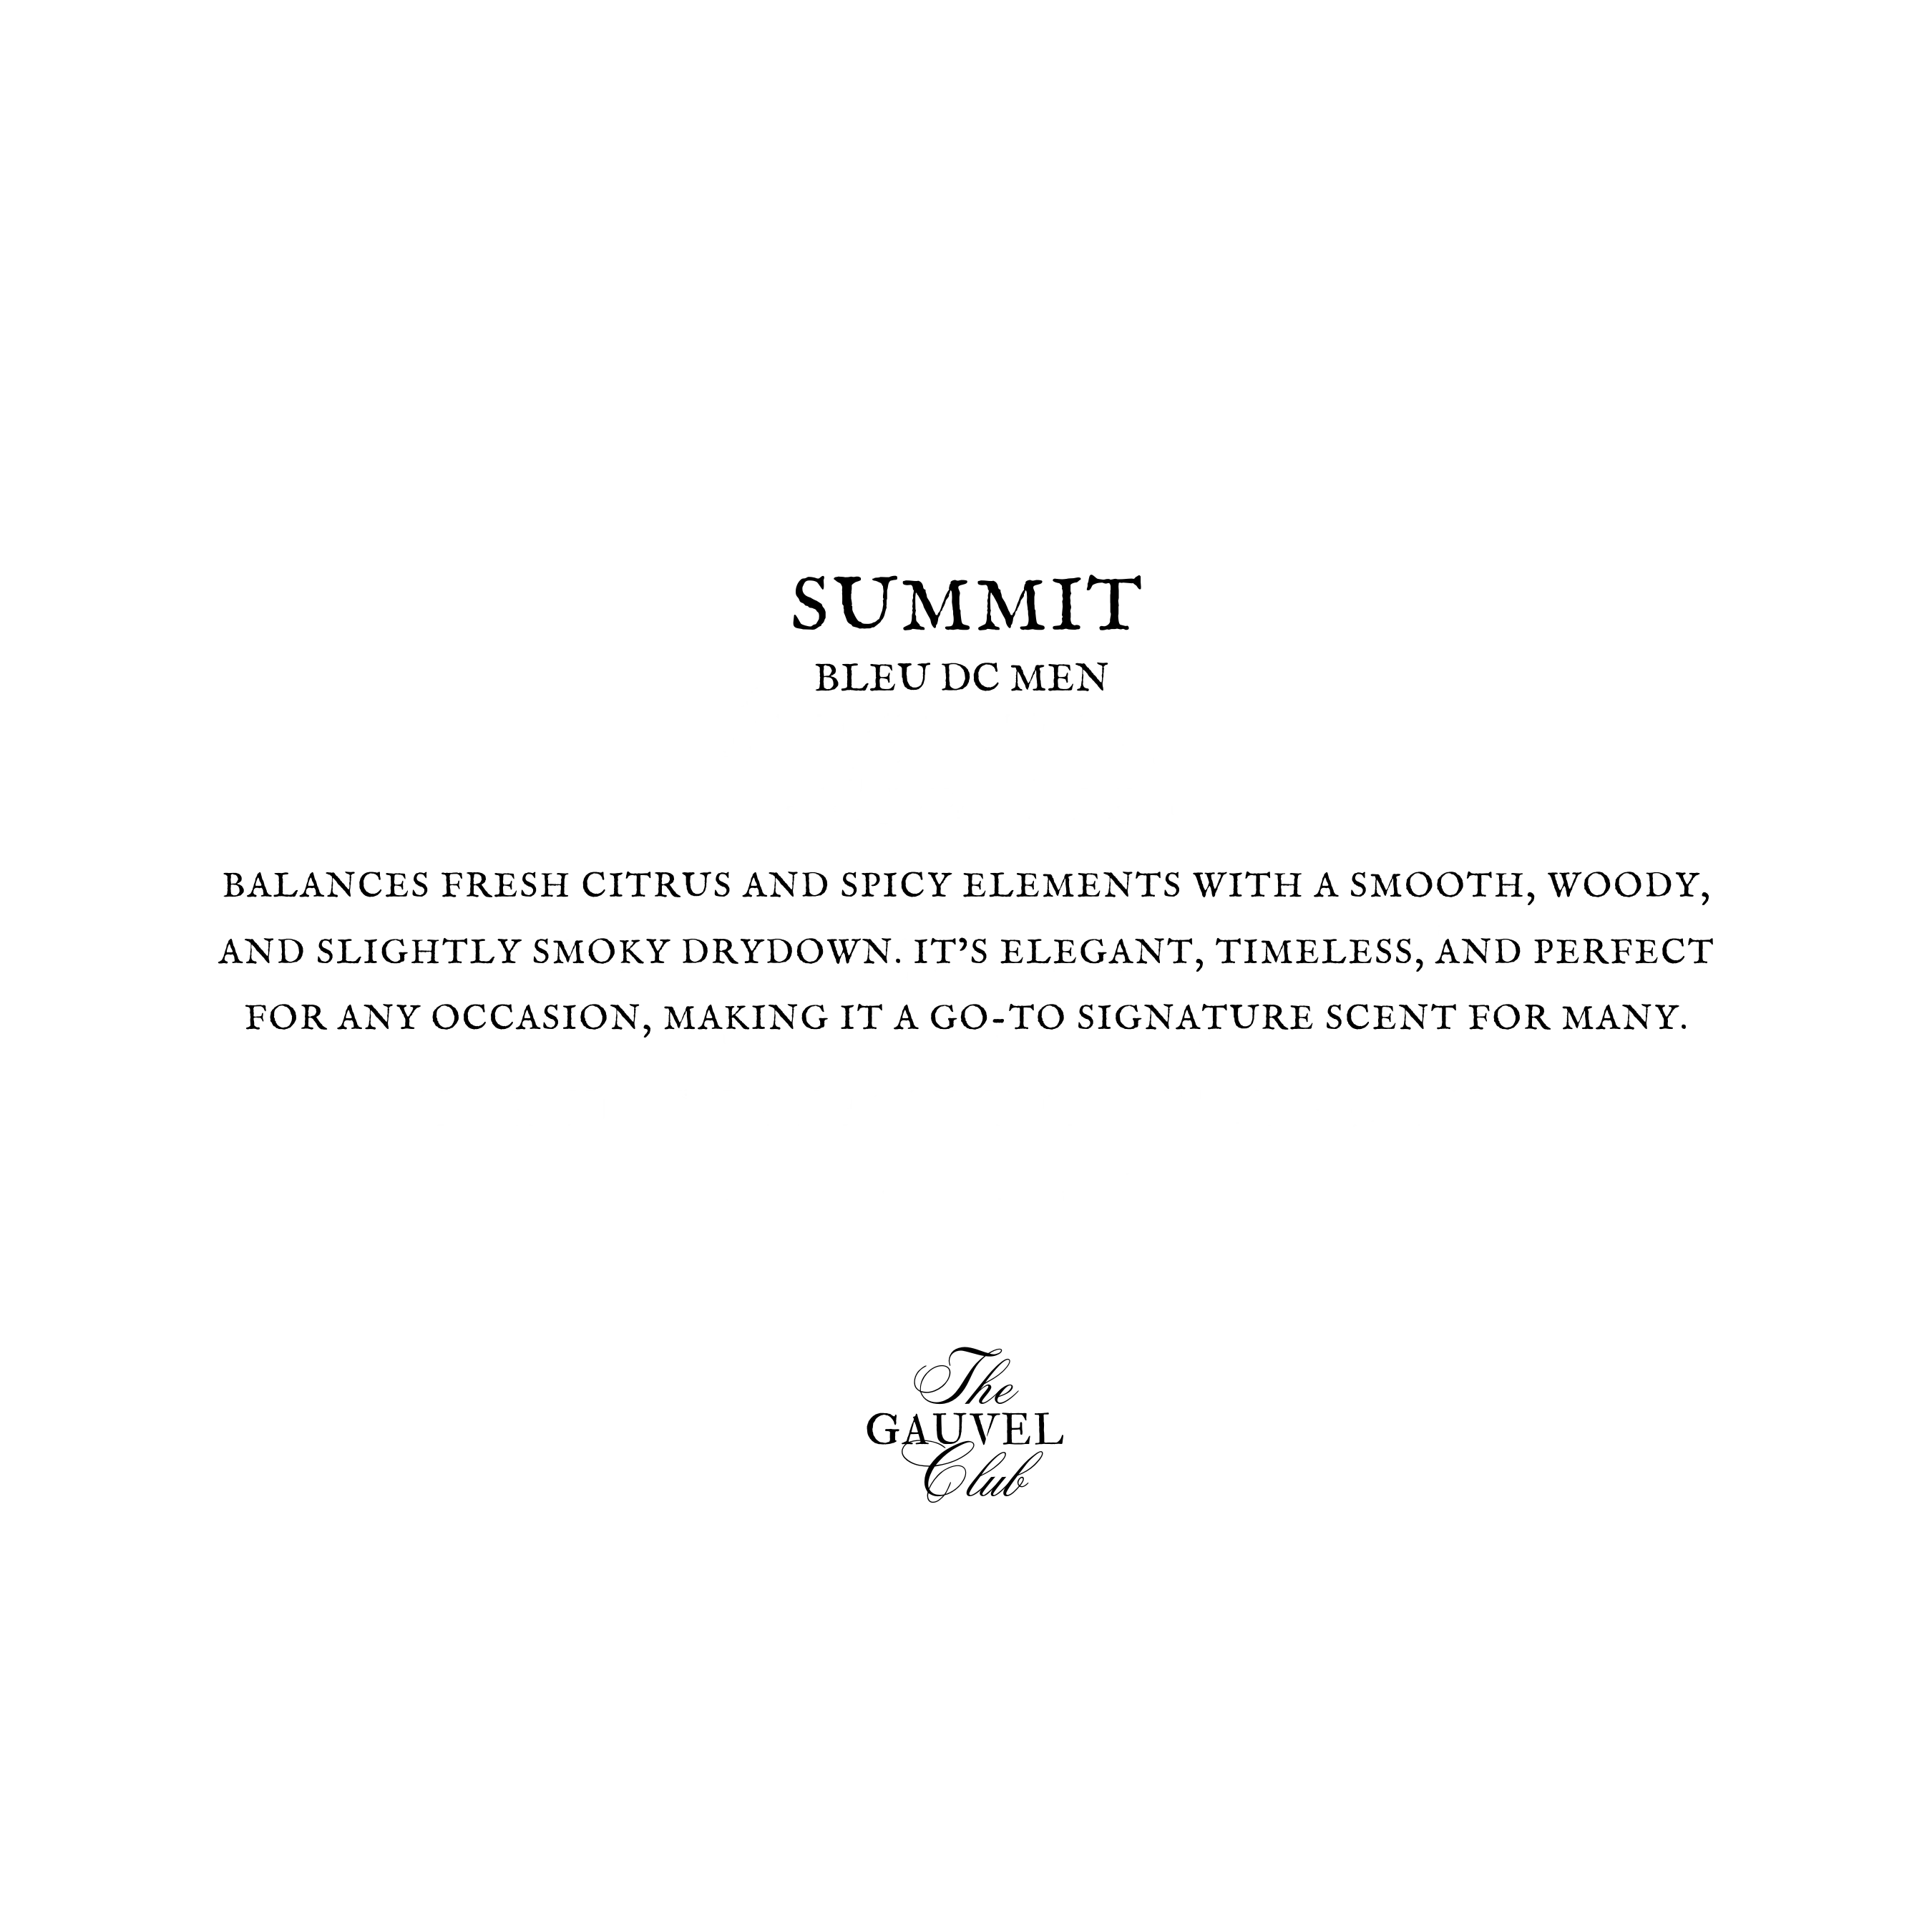 SUMMIT
BLEU DC MEN
BALANCES FRESH CITRUS AND SPICY ELEMENTS WITH A SMOOTH, WOODY,
AND SLIGHTLY SMOKY DRYDOWN. IT'S ELEGANT, TIMELESS, AND PERFECT
FOR ANY OCCASION, MAKING IT A GO-TO SIGNATURE SCENT FOR MANY.
The
GAUVEL
Club